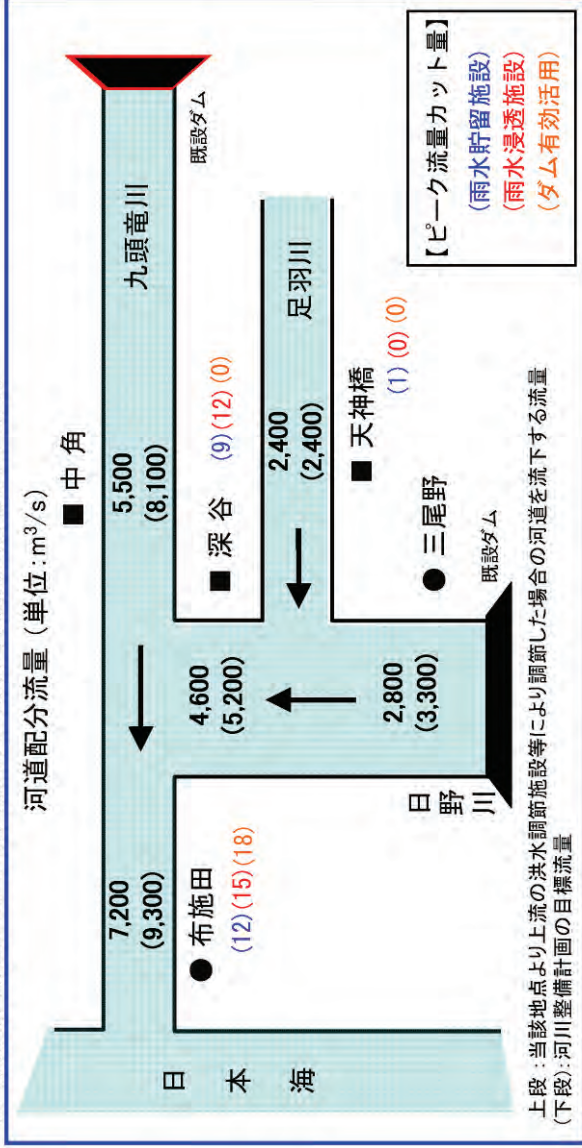 河道配分流量 (単位:m³/s)
日本海
7,200
(9,300)
●布施田
(12)(15)(18)
5,500
(8,100)
■中角
九頭竜川
既設ダム
4,600
(5,200)
■深谷
(9)(12)(0)
2,400
(2,400)
足羽川
■天神橋
(1)(0)(0)
2,800
(3,300)
●三尾野
日野川
既設ダム
【ピーク流量カット量】
(雨水貯留施設)
(雨水浸透施設)
(ダム有効活用)
上段:当該地点より上流の洪水調節施設等により調節した場合の河道を流下する流量
(下段):河川整備計画の目標流量